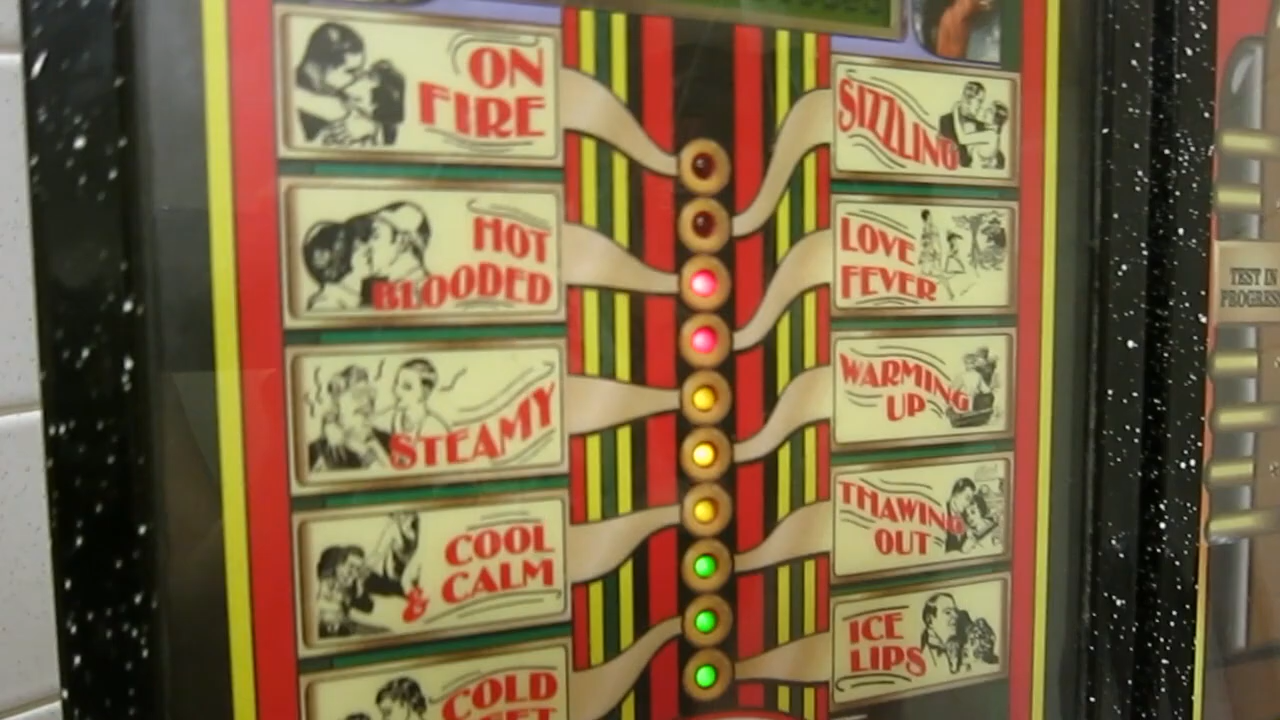 ON
FIRE
SIZZLING
HOT
BLOODED
LOVE
FEVER
STEAMY
WARMING
UP
COOL
& CALM
THAWING
OUT
ICE
LIPS
COLD
TEST IN
PROGRESS